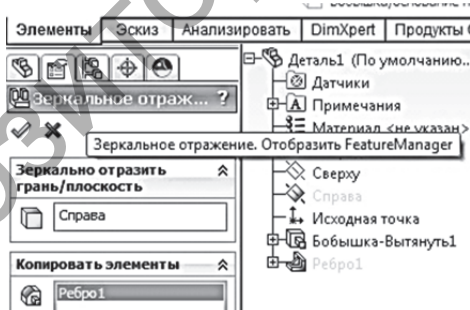 Элементы Эскиз Анализировать DimXpert Продукты
Зеркальное отраж... ?
Зеркально отразить
грань/плоскость
Справа
Копировать элементы
Ребро1
Деталь1 (По умолчанию...
Датчики
Примечания
Материал <не указан>
Зеркальное отражение. Отобразить FeatureManager
Сверху
Справа
Исходная точка
Бобышка-Вытянуть1
Ребро1